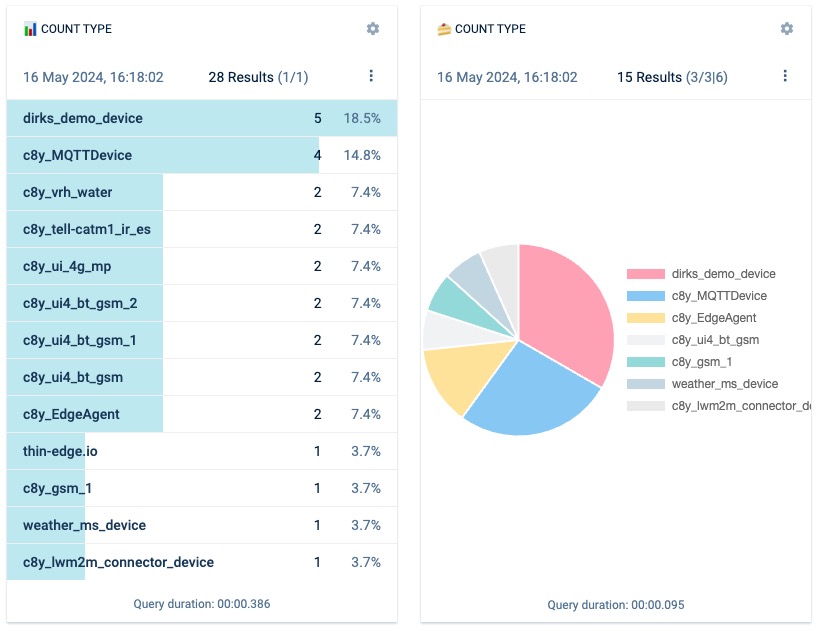 COUNT TYPE
16 May 2024, 16:18:02 28 Results (1/1)
dirks_demo_device 5 18.5%
c8y_MQTTDevice 4 14.8%
c8y_vrh_water 2 7.4%
c8y_tell-catm1_ir_es 2 7.4%
c8y_ui_4g_mp 2 7.4%
c8y_ui4_bt_gsm_2 2 7.4%
c8y_ui4_bt_gsm_1 2 7.4%
c8y_ui4_bt_gsm 2 7.4%
c8y_EdgeAgent 2 7.4%
thin-edge.io 1 3.7%
c8y_gsm_1 1 3.7%
weather_ms_device 1 3.7%
c8y_lwm2m_connector_device 1 3.7%
Query duration: 00:00.386
COUNT TYPE
16 May 2024, 16:18:02 15 Results (3/3|6)
dirks_demo_device
c8y_MQTTDevice
c8y_EdgeAgent
c8y_ui4_bt_gsm
c8y_gsm_1
weather_ms_device
c8y_lwm2m_connector_de
Query duration: 00:00.095